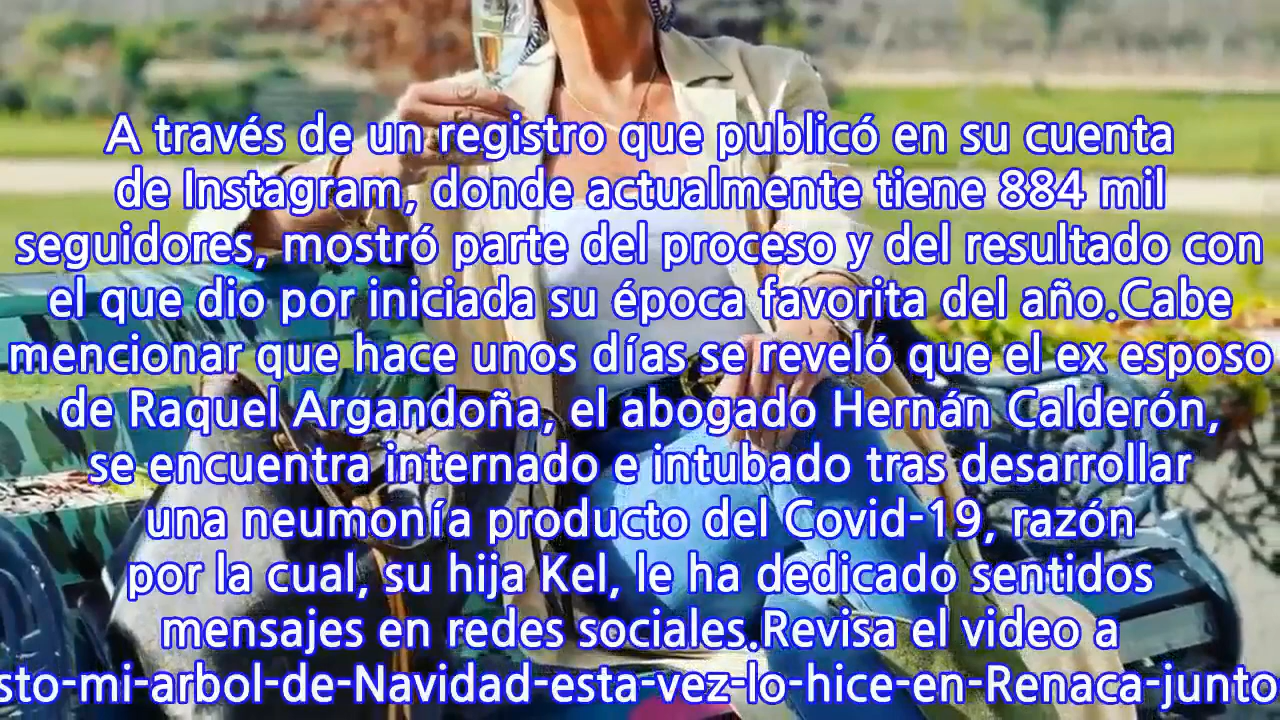 A través de un registro que publicó en su cuenta
de Instagram, donde actualmente tiene 884 mil
seguidores, mostró parte del proceso y del resultado con
el que dio por iniciada su época favorita del año.Cabe
mencionar que hace unos días se reveló que el ex esposo
de Raquel Argandoña, el abogado Hernán Calderón,
se encuentra internado e intubado tras desarrollar
una neumonía producto del Covid-19, razón
por la cual, su hija Kel, le ha dedicado sentidos
mensajes en redes sociales.Revisa el video a
sto-mi-arbol-de-Navidad-esta-vez-lo-hice-en-Renaca-junto